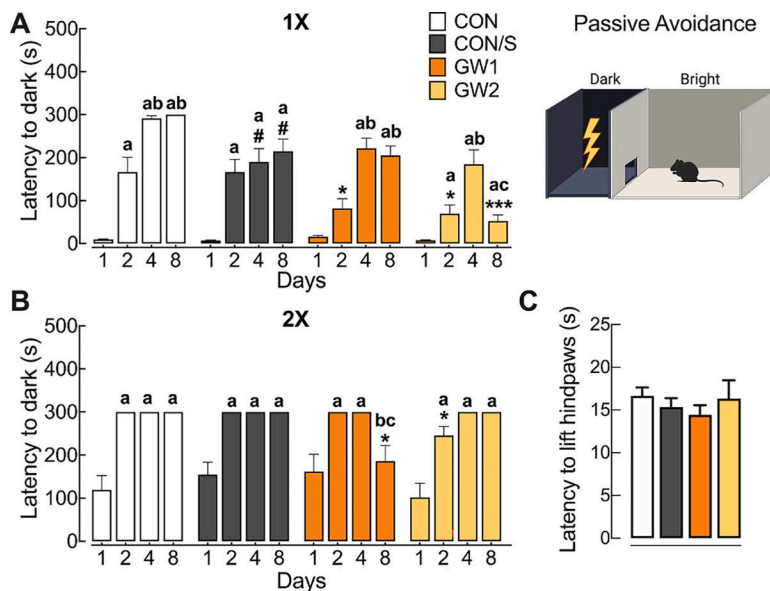 A
1X
CON
CON/S
GW1
GW2
Passive Avoidance
Dark
Bright
Latency to dark (s)
500
400
300
200
100
0
a
ab
ab
a
a
#
a
#
*
ab
ab
a
*
ab
ac
***
1 2 4 8 1 2 4 8 1 2 4 8 1 2 4 8
Days
B
2X
Latency to dark (s)
500
400
300
200
100
0
a a a a a a a a bc
*
a
*
a a
1 2 4 8 1 2 4 8 1 2 4 8 1 2 4 8
Days
C
Latency to lift hindpaws (s)
25
20
15
10
5
0